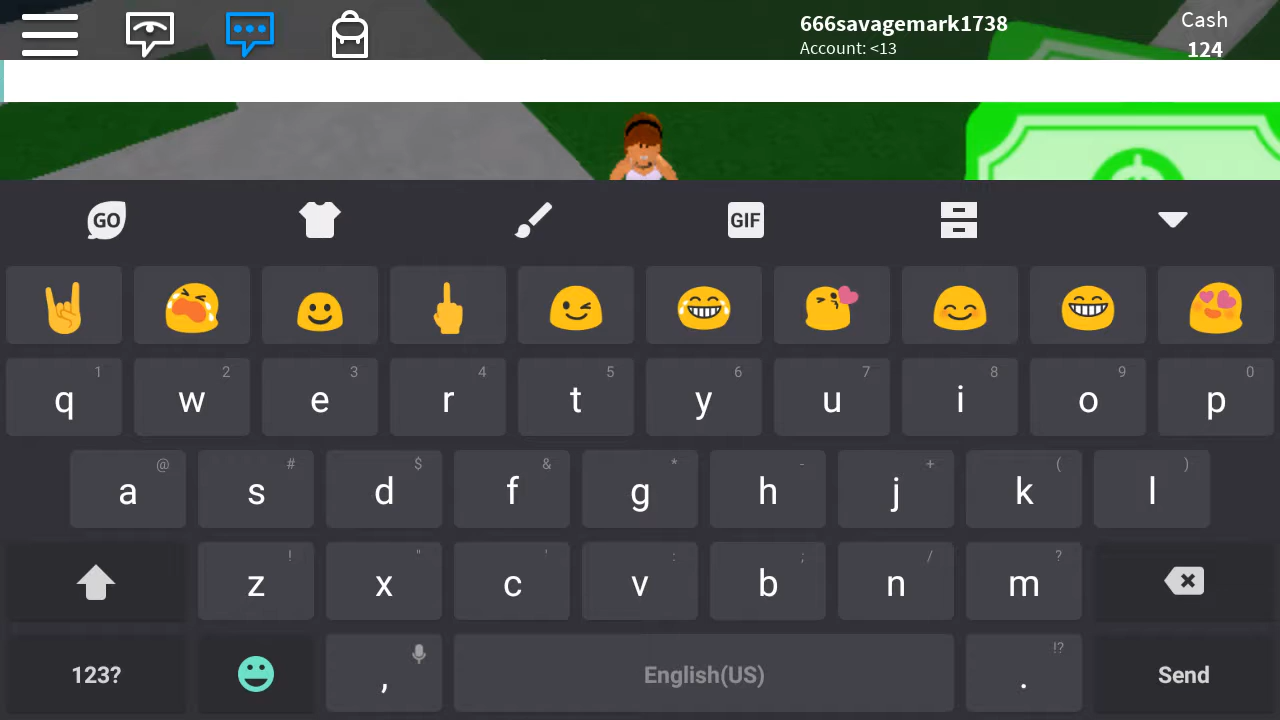 666savagemark1738
Account: <13
Cash
124
GO
GIF
1 2 3 4 5 6 7 8 9 0
q w e r t y u i o p
@ # $ & * - + ( )
a s d f g h j k l
! " ' : ; / ?
z x c v b n m
!?
123? , English(US) . Send